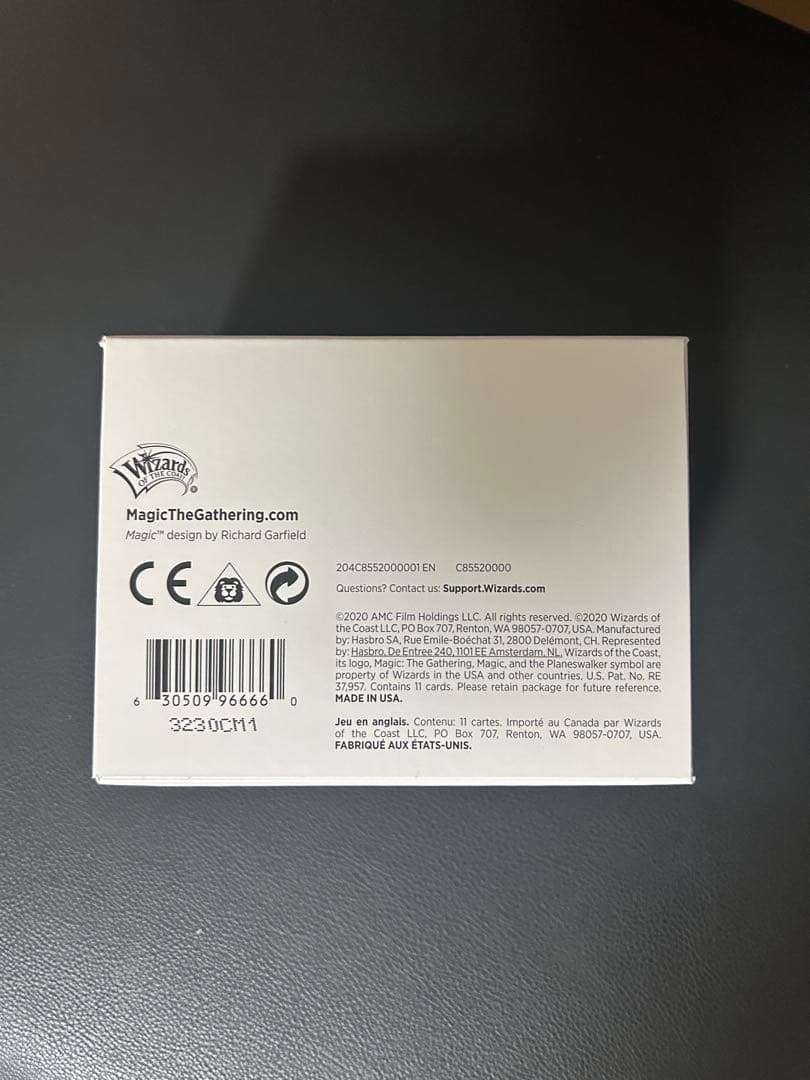 Wizards
OF THE COAST
MagicTheGathering.com
Magic™ design by Richard Garfield
CE
204C8552000001 EN C85520000
Questions? Contact us: Support.Wizards.com
©2020 AMC Film Holdings LLC. All rights reserved. ©2020 Wizards of
the Coast LLC, PO Box 707, Renton, WA 98057-0707, USA. Manufactured
by: Hasbro SA, Rue Emile-Boéchat 31, 2800 Delémont, CH. Represented
by: Hasbro, De Entree 240, 1101 EE Amsterdam, NL. Wizards of the Coast,
its logo, Magic: The Gathering, Magic, and the Planeswalker symbol are
property of Wizards in the USA and other countries. U.S. Pat. No. RE
37,957. Contains 11 cards. Please retain package for future reference.
MADE IN USA.
6 30509 96666 0
3230CM1
Jeu en anglais. Contenu: 11 cartes. Importé au Canada par Wizards
of the Coast LLC, PO Box 707, Renton, WA 98057-0707, USA.
FABRIQUÉ AUX ÉTATS-UNIS.